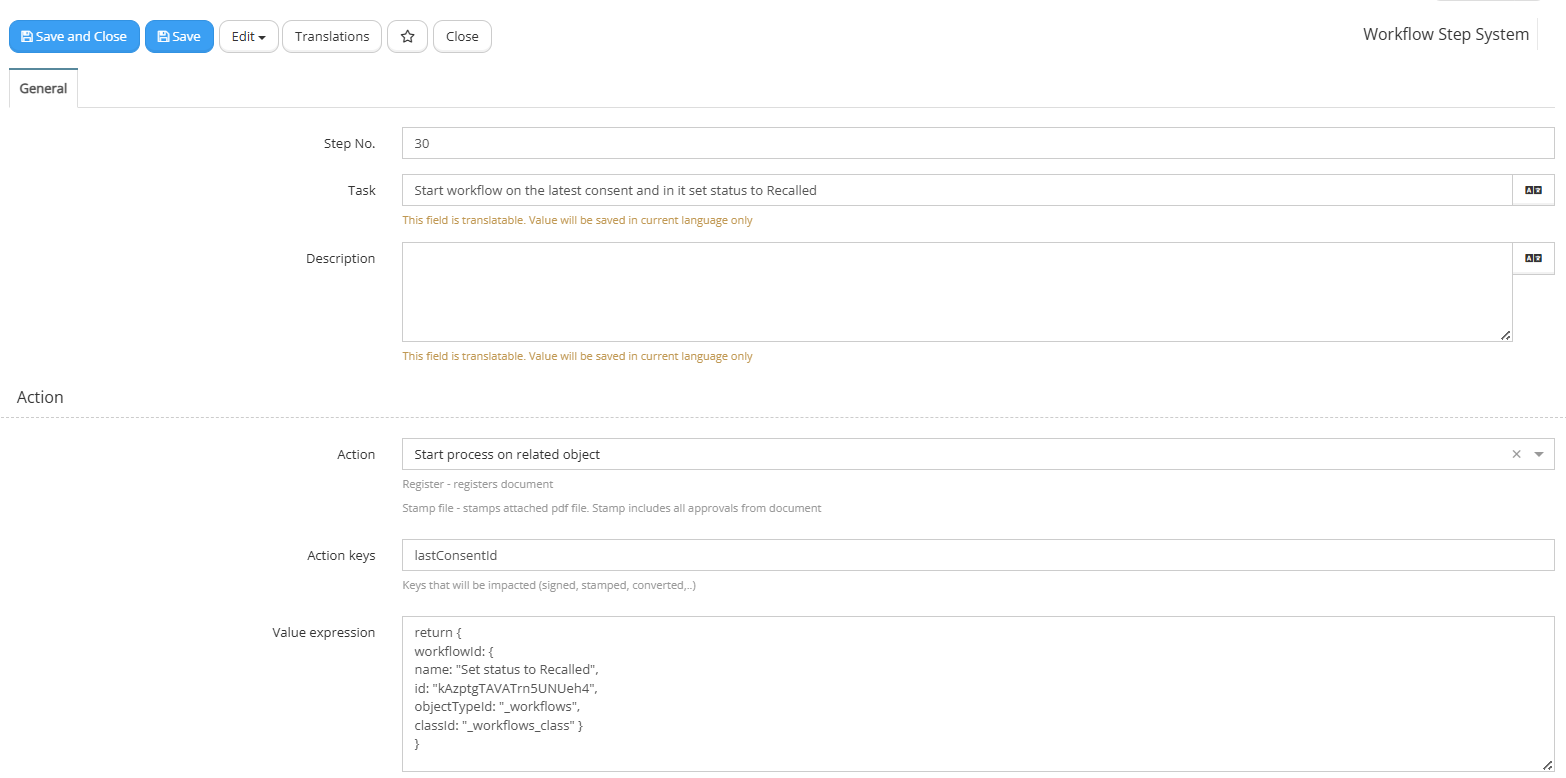 Save and Close Save Edit Translations Close Workflow Step System
General
Step No. 30
Task Start workflow on the latest consent and in it set status to Recalled
This field is translatable. Value will be saved in current language only
Description
This field is translatable. Value will be saved in current language only
Action
Action Start process on related object
Register - registers document
Stamp file - stamps attached pdf file. Stamp includes all approvals from document
Action keys lastConsentId
Keys that will be impacted (signed, stamped, converted,..)
Value expression return {
workflowId: {
name: "Set status to Recalled",
id: "kAzptgTAVATrn5UNUeh4",
objectTypeId: "_workflows",
classId: "_workflows_class" }
}